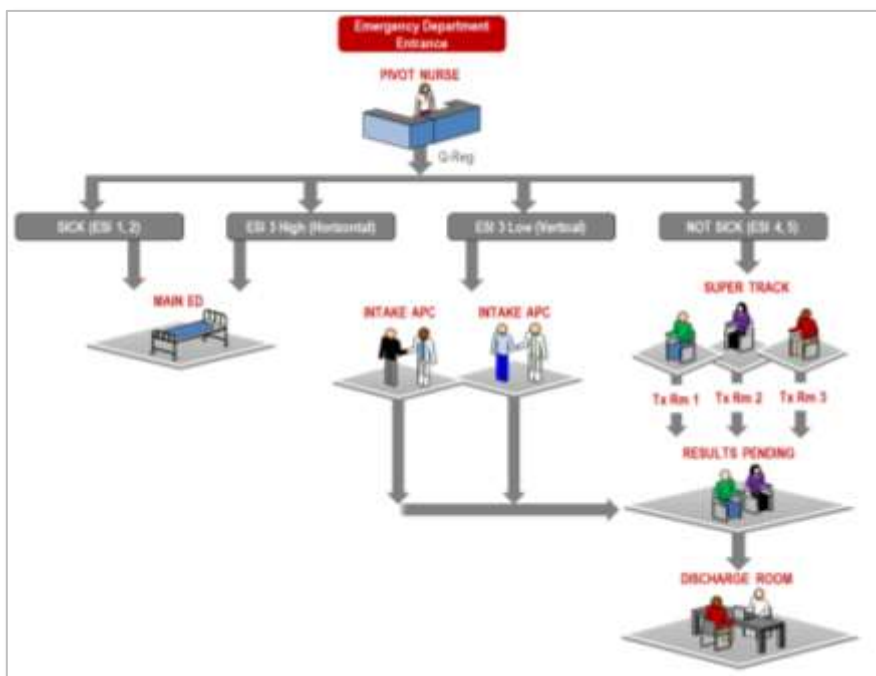 Emergency Department
Entrance
PIVOT NURSE
Q-Reg
SICK (ESI 1, 2)
ESI 3 High (Horizontal)
ESI 3 Low (Vertical)
NOT SICK (ESI 4, 5)
MAIN ED
INTAKE APC
INTAKE APC
SUPER TRACK
Tx Rm 1
Tx Rm 2
Tx Rm 3
RESULTS PENDING
DISCHARGE ROOM